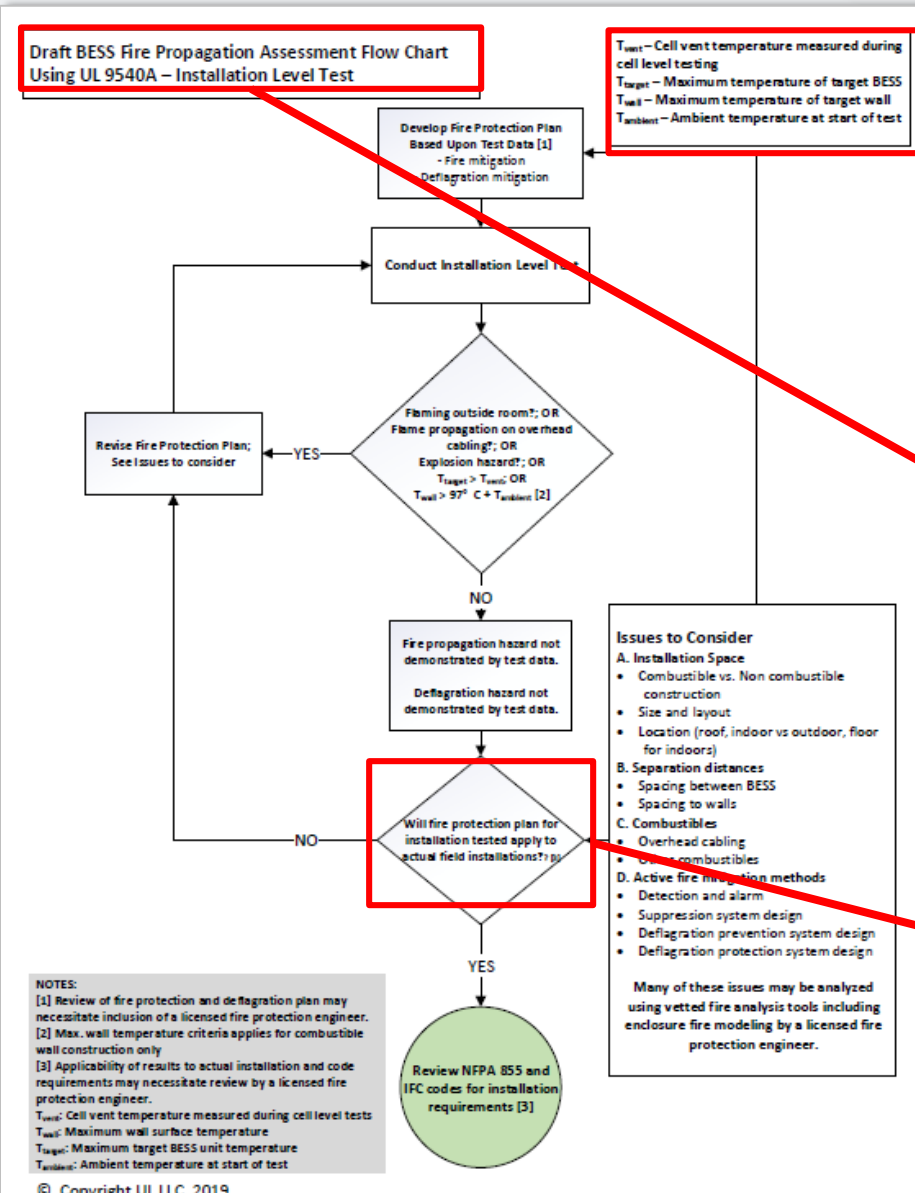 Draft BESS Fire Propagation Assessment Flow Chart
Using UL 9540A – Installation Level Test
Tvent – Cell vent temperature measured during
cell level testing
Ttarget – Maximum temperature of target BESS
Twall – Maximum temperature of target wall
Tambient – Ambient temperature at start of test
Develop Fire Protection Plan
Based Upon Test Data [1]
- Fire mitigation
- Deflagration mitigation
Conduct Installation Level Test
Flaming outside room?; OR
Flame propagation on overhead
cabling?; OR
Explosion hazard?; OR
Ttarget > Tvent; OR
Twall > 97° C + Tambient [2]
YES
Revise Fire Protection Plan;
See Issues to consider
NO
Fire propagation hazard not
demonstrated by test data.
Deflagration hazard not
demonstrated by test data.
Will fire protection plan for
installation tested apply to
actual field installations?
NO
YES
Review NFPA 855 and
IFC codes for installation
requirements [3]
Issues to Consider
A. Installation Space
• Combustible vs. Non combustible
construction
• Size and layout
• Location (roof, indoor vs outdoor, floor
for indoors)
B. Separation distances
• Spacing between BESS
• Spacing to walls
C. Combustibles
• Overhead cabling
• Other combustibles
D. Active fire mitigation methods
• Detection and alarm
• Suppression system design
• Deflagration prevention system design
• Deflagration protection system design
Many of these issues may be analyzed
using vetted fire analysis tools including
enclosure fire modeling by a licensed fire
protection engineer.
NOTES:
[1] Review of fire protection and deflagration plan may
necessitate inclusion of a licensed fire protection engineer.
[2] Max. wall temperature criteria applies for combustible
wall construction only
[3] Applicability of results to actual installation and code
requirements may necessitate review by a licensed fire
protection engineer.
Tvent: Cell vent temperature measured during cell level tests
Twall: Maximum wall surface temperature
Ttarget: Maximum target BESS unit temperature
Tambient: Ambient temperature at start of test
© Copyright UL LLC, 2019